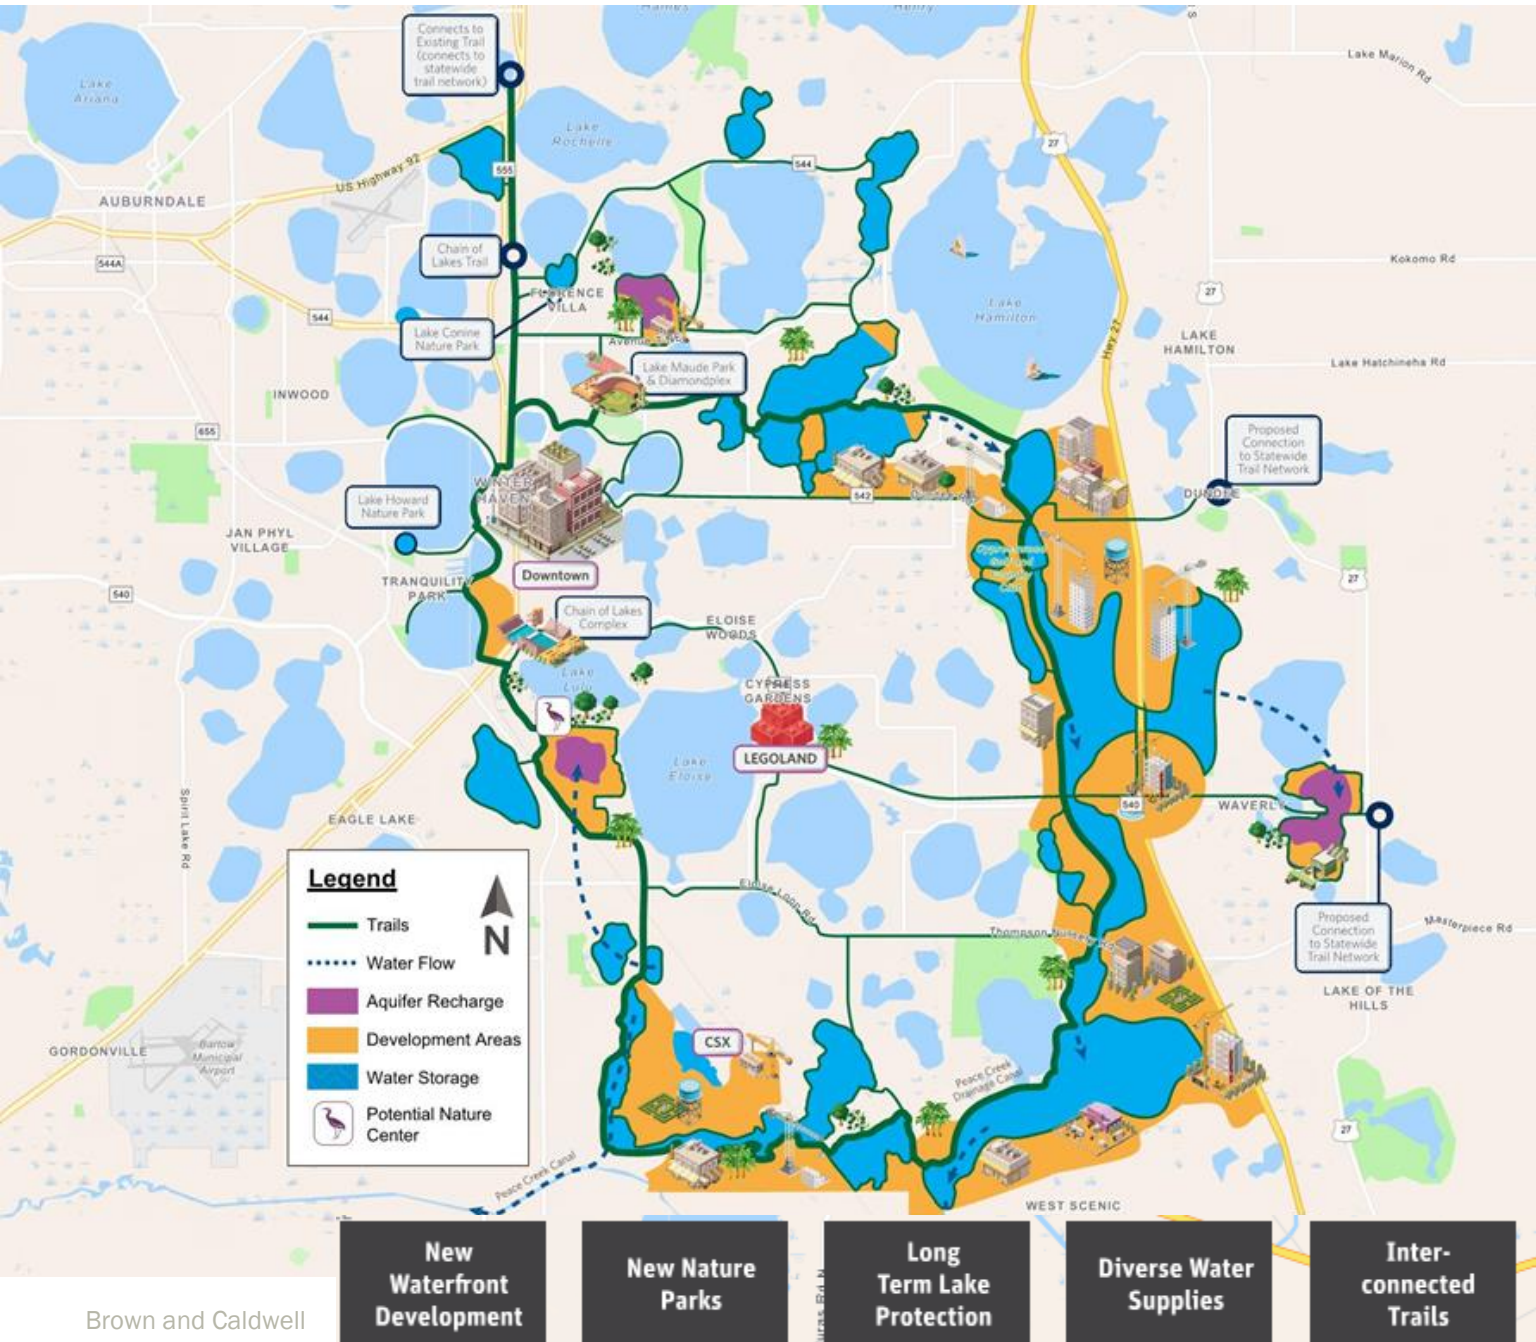 Haines
Henry
Connects to
Existing Trail
(connects to
statewide
trail network)
Lake Marion Rd
Lake
Ariana
Lake
Rochelle
27
544
555
US Highway 92
AUBURNDALE
Chain of
Lakes Trail
544A
Kokomo Rd
27
FLORENCE
VILLA
Lake
Hamilton
544
Lake Conine
Nature Park
Hwy 27
LAKE
HAMILTON
Lake Hatchineha Rd
Lake Maude Park
& Diamondplex
INWOOD
655
Proposed
Connection
to Statewide
Trail Network
WINTER
HAVEN
542
DUNDEE
Lake Howard
Nature Park
JAN PHYL
VILLAGE
Downtown
TRANQUILITY
PARK
27
540
Chain of Lakes
Complex
ELOISE
WOODS
Lake
Lulu
CYPRESS
GARDENS
LEGOLAND
Lake
Eloise
540
WAVERLY
Spirit Lake Rd
EAGLE LAKE
Eloise Loop Rd
Thompson Nursery Rd
Masterpiece Rd
Proposed
Connection
to Statewide
Trail Network
LAKE OF THE
HILLS
Legend
Trails
N
Water Flow
Aquifer Recharge
Development Areas
Water Storage
Potential Nature
Center
CSX
GORDONVILLE
Bartow
Municipal
Airport
Peace Creek
Drainage Canal
27
Peace Creek Canal
WEST SCENIC
New
Waterfront
Development
New Nature
Parks
Long
Term Lake
Protection
Diverse Water
Supplies
Inter-
connected
Trails
Brown and Caldwell